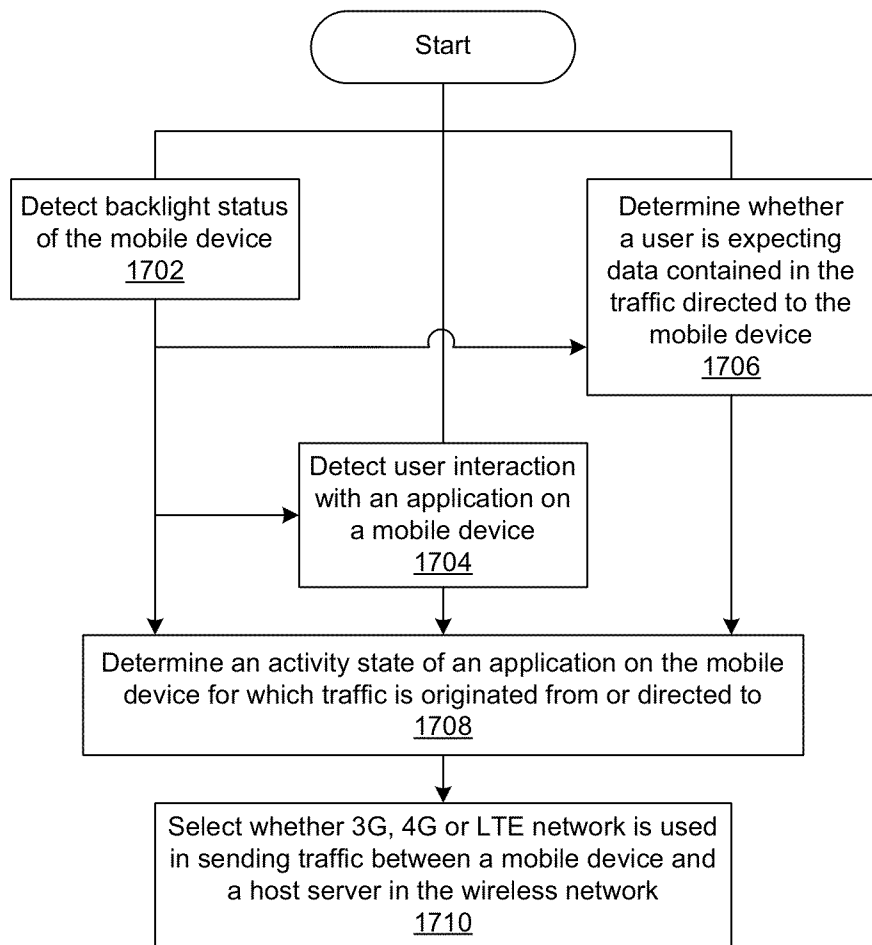 Start
Detect backlight status
of the mobile device
1702
Determine whether
a user is expecting
data contained in the
traffic directed to the
mobile device
1706
Detect user interaction
with an application on
a mobile device
1704
Determine an activity state of an application on the mobile
device for which traffic is originated from or directed to
1708
Select whether 3G, 4G or LTE network is used
in sending traffic between a mobile device and
a host server in the wireless network
1710